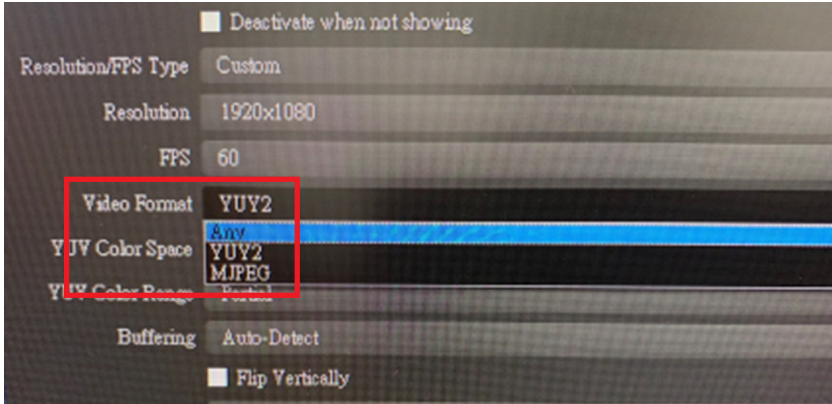 Deactivate when not showing
Resolution/FPS Type Custom
Resolution 1920x1080
FPS 60
Video Format YUY2
Any
YUV Color Space YUY2
MJPEG
YUV Color Range Partial
Buffering Auto-Detect
Flip Vertically